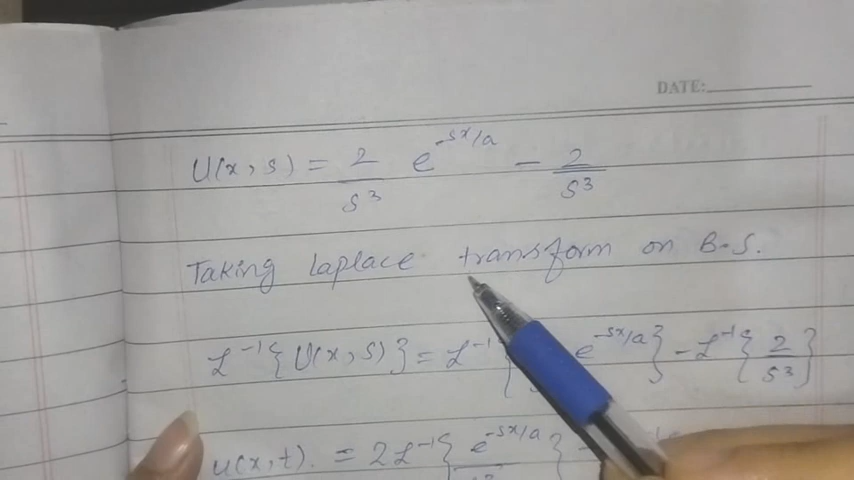 DATE:
U(x, s) = 2/s³ e^-sx/a - 2/s³
Taking laplace transform on B.S.
L⁻¹{U(x, s)} = L⁻¹{ e^-sx/a} - L⁻¹{2/s³}
u(x,t). = 2L⁻¹{e^-sx/a